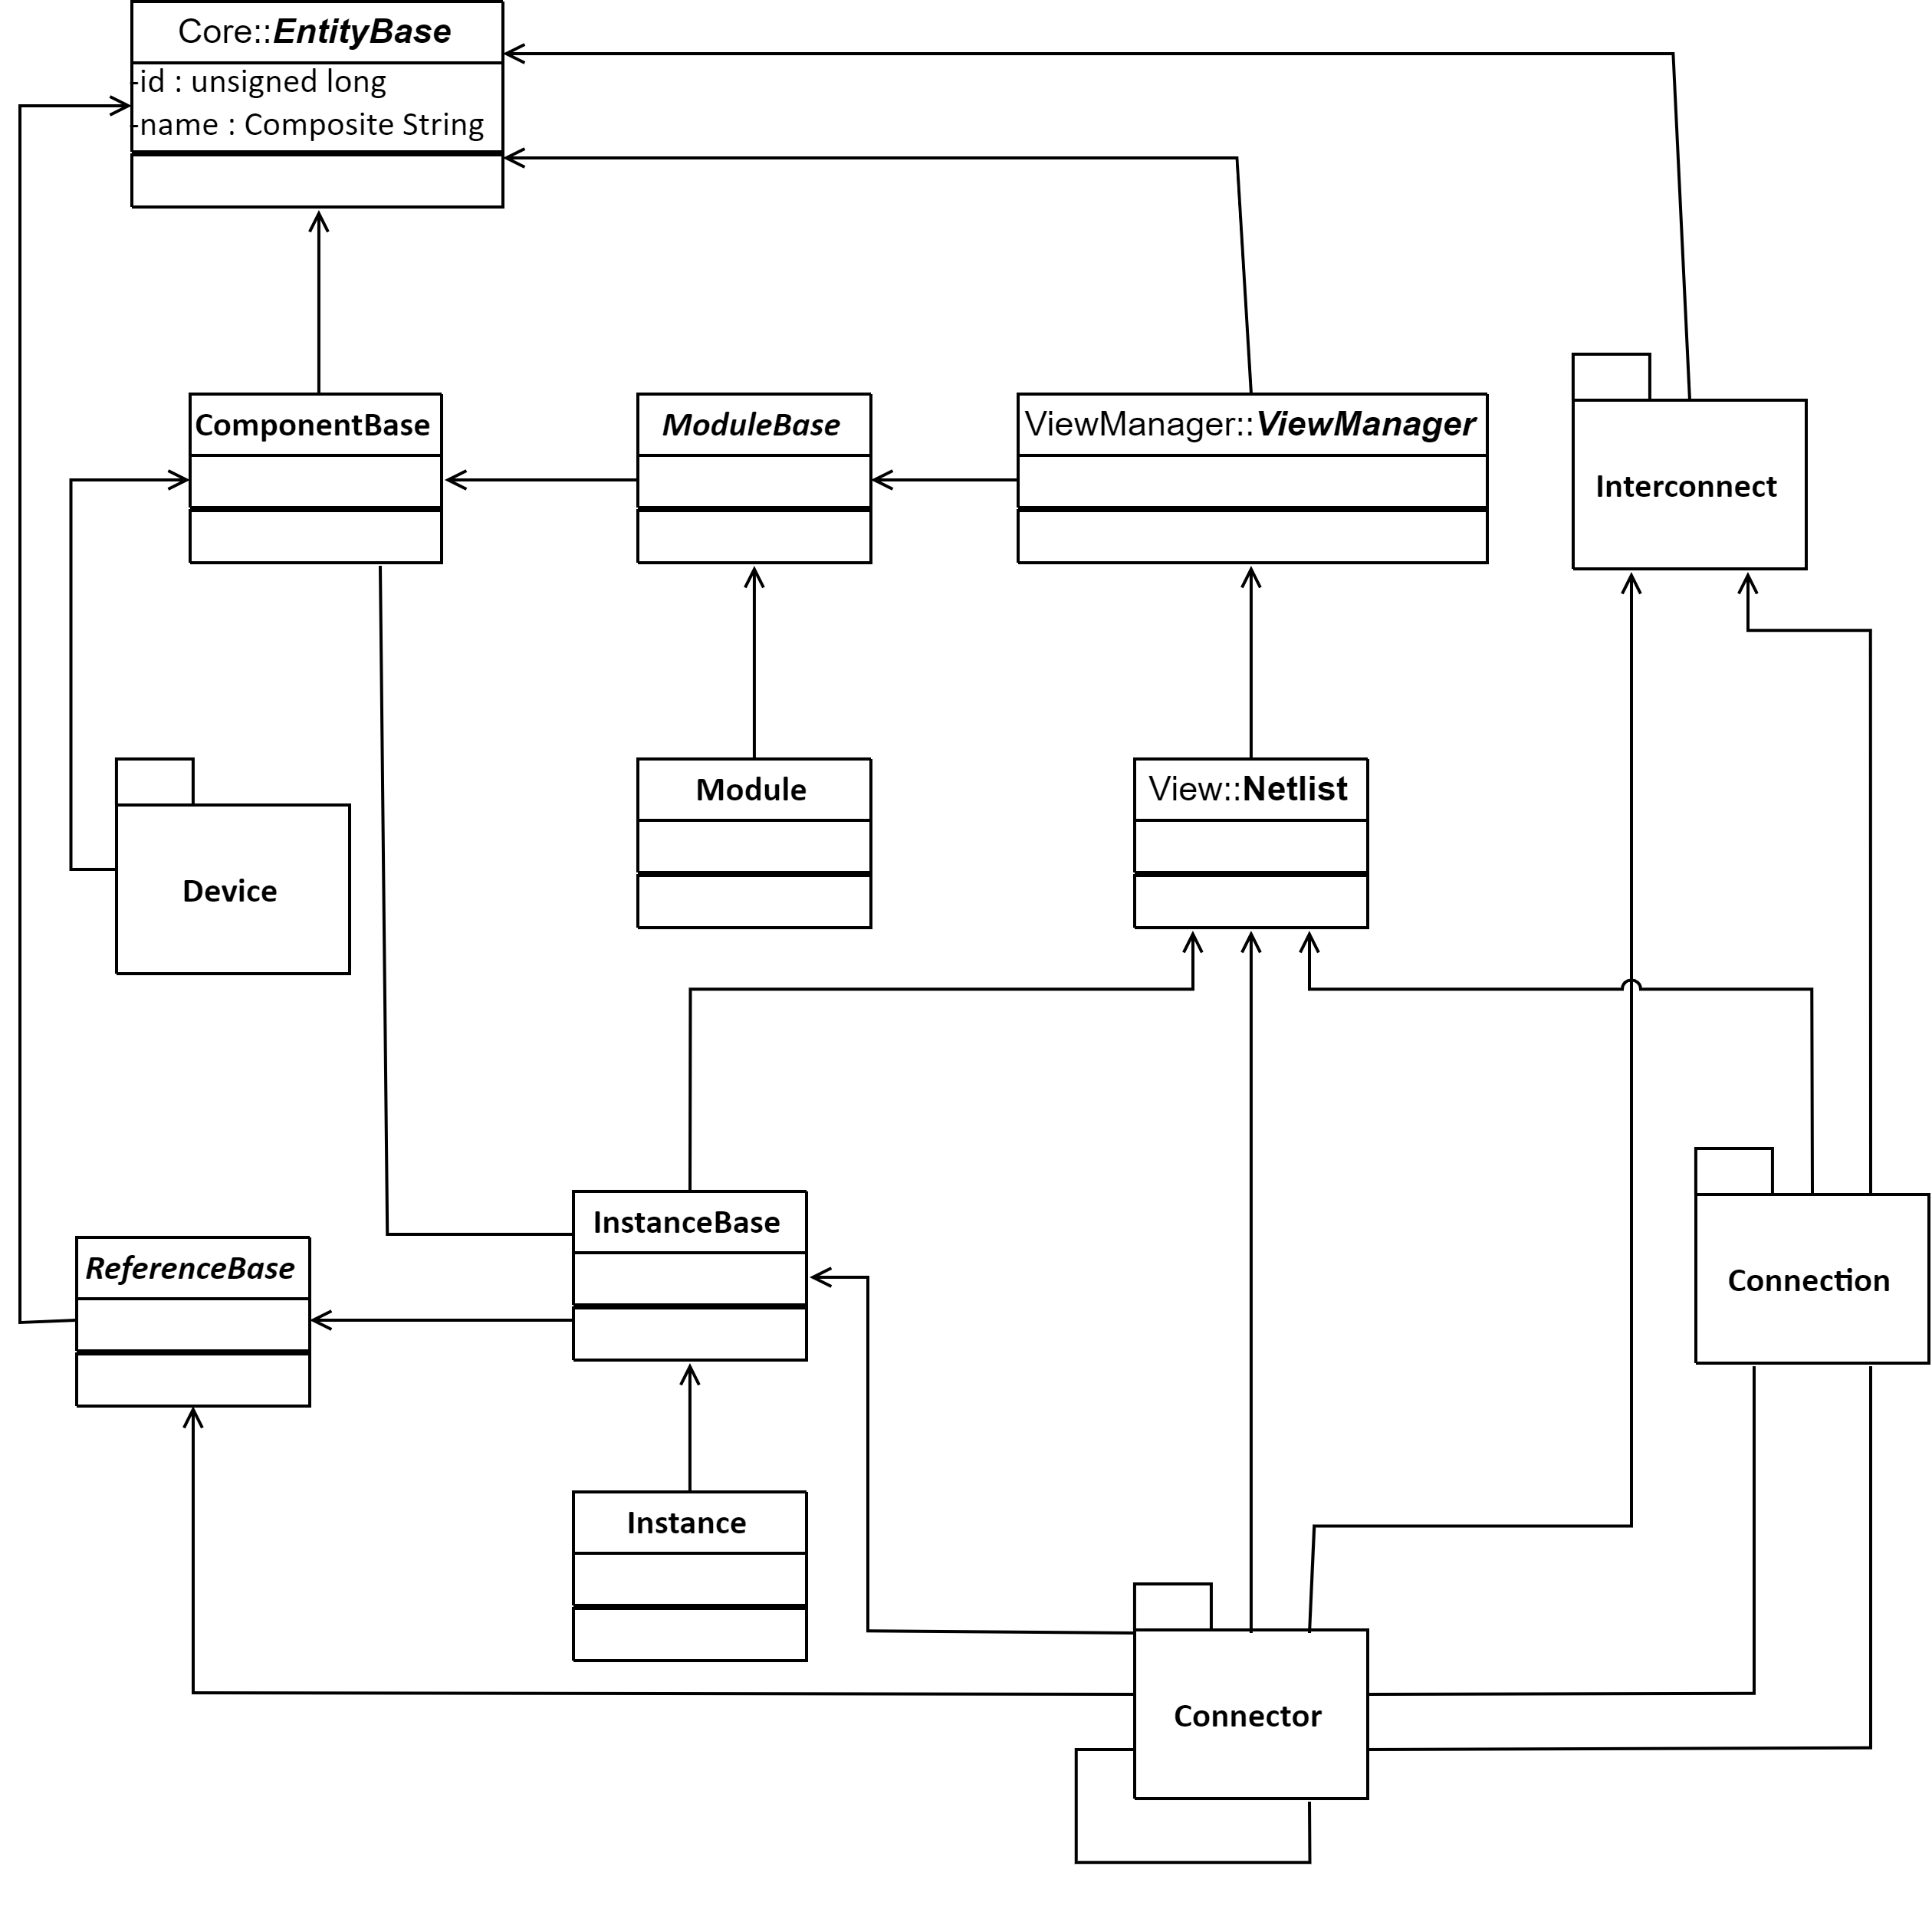 Core::EntityBase
-id : unsigned long
-name : Composite String
ComponentBase
ModuleBase
ViewManager::ViewManager
Interconnect
Module
View::Netlist
Device
InstanceBase
ReferenceBase
Connection
Instance
Connector